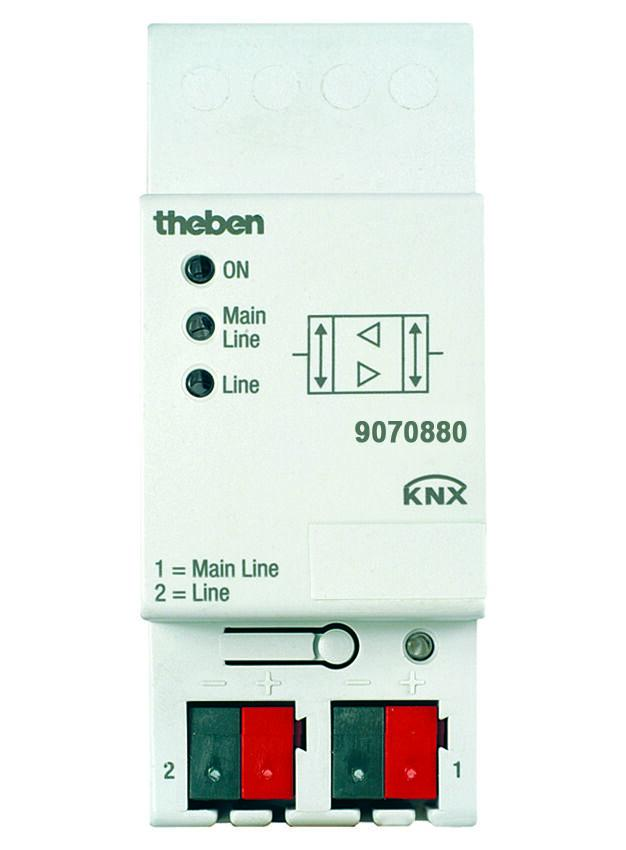 theben
ON
Main
Line
Line
9070880
KNX
1 = Main Line
2 = Line
− + − +
2 1